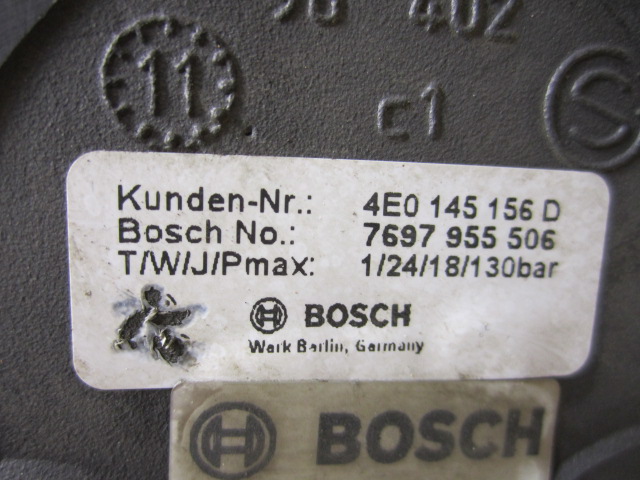 402
11
c1
S
Kunden-Nr.: 4E0 145 156 D
Bosch No.: 7697 955 506
T/W/J/Pmax: 1/24/18/130bar
BOSCH
Werk Berlin, Germany
BOSCH